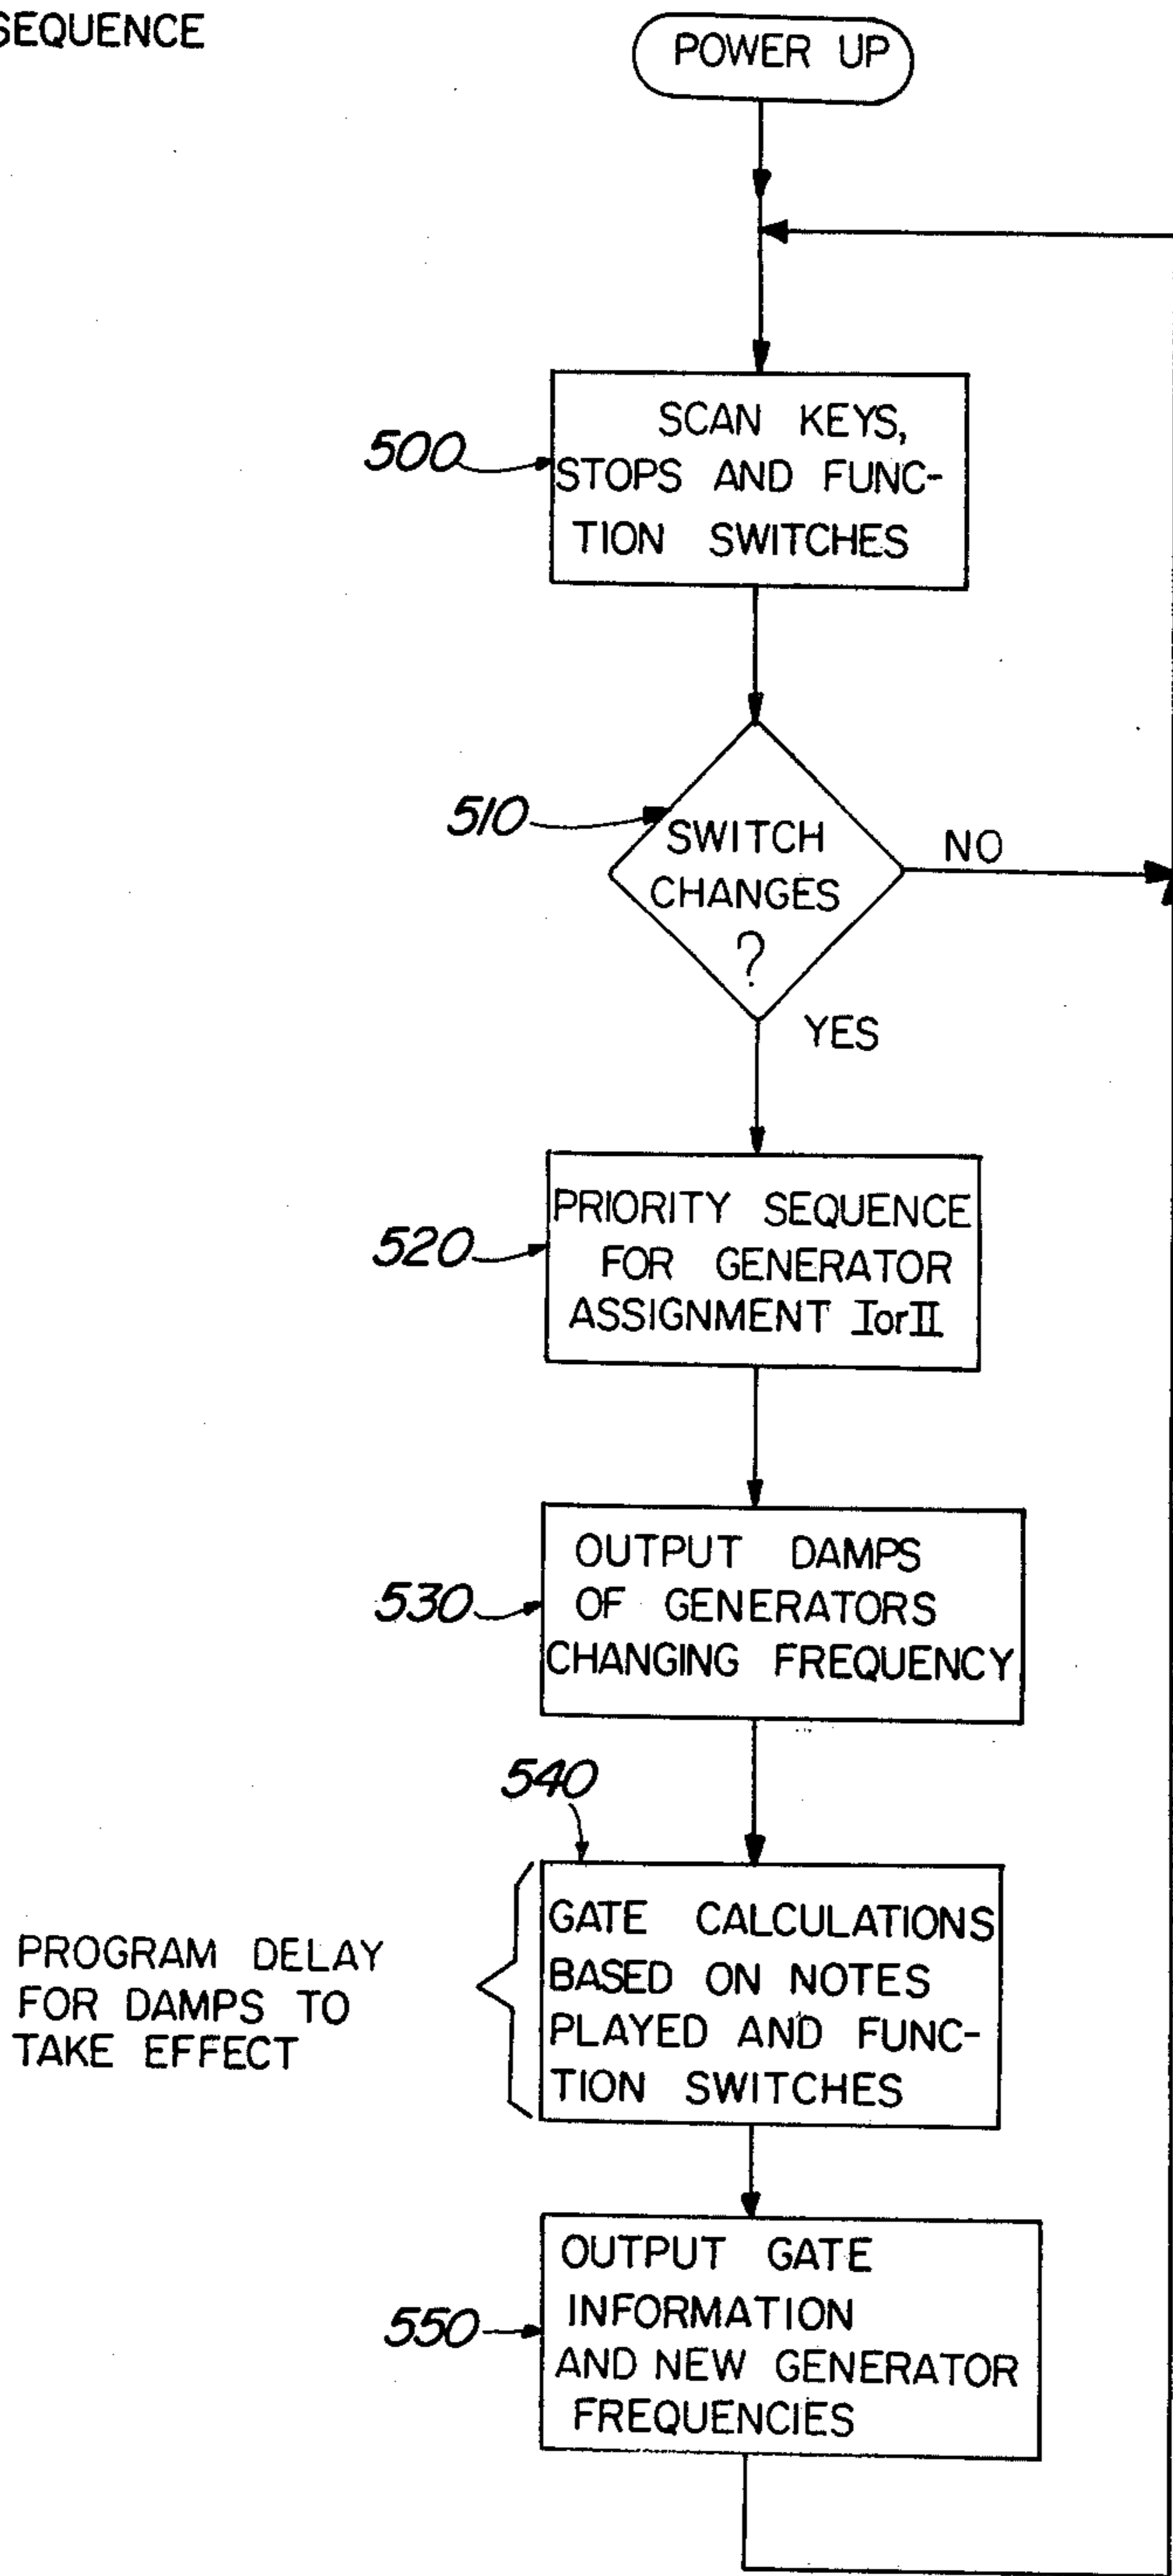 SEQUENCE
POWER UP
500
SCAN KEYS,
STOPS AND FUNC-
TION SWITCHES
510
SWITCH
CHANGES
?
NO
YES
520
PRIORITY SEQUENCE
FOR GENERATOR
ASSIGNMENT I or II
530
OUTPUT DAMPS
OF GENERATORS
CHANGING FREQUENCY
540
PROGRAM DELAY
FOR DAMPS TO
TAKE EFFECT
GATE CALCULATIONS
BASED ON NOTES
PLAYED AND FUNC-
TION SWITCHES
550
OUTPUT GATE
INFORMATION
AND NEW GENERATOR
FREQUENCIES